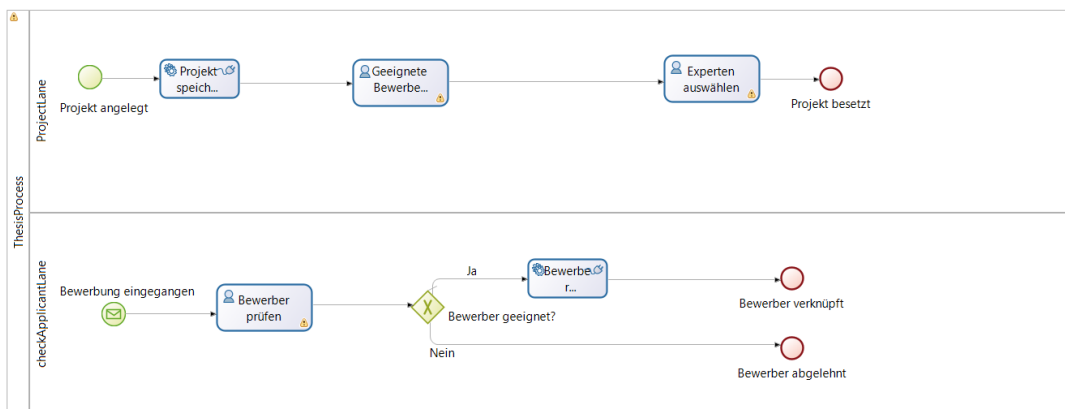 ThesisProcess
ProjectLane
Projekt angelegt
Projekt
speich...
Geeignete
Bewerbe...
Experten
auswählen
Projekt besetzt
checkApplicantLane
Bewerbung eingegangen
Bewerber
prüfen
Bewerber geeignet?
Ja
Nein
Bewerbe
r...
Bewerber verknüpft
Bewerber abgelehnt